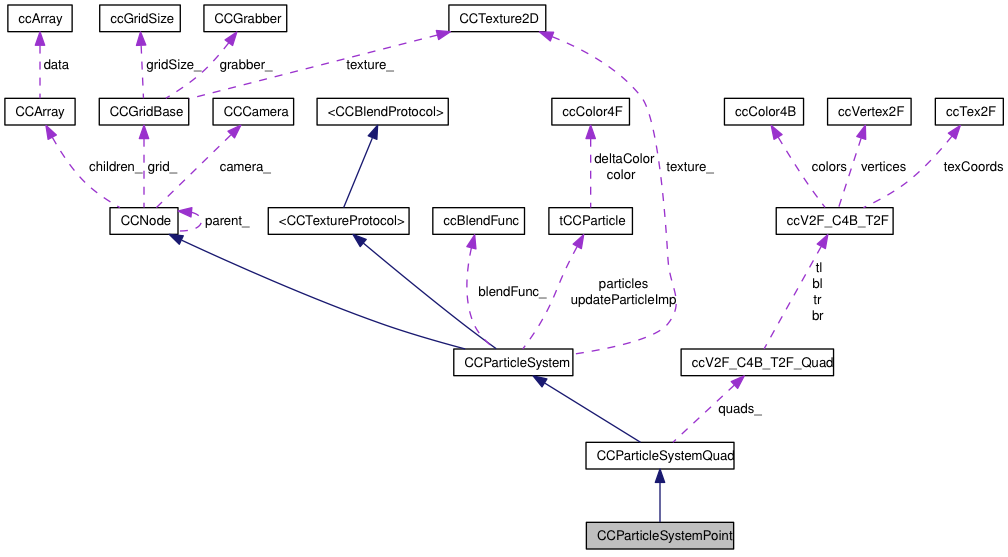 ccArray
ccGridSize
CCGrabber
CCTexture2D
data
gridSize_
grabber_
texture_
CCArray
CCGridBase
CCCamera
<CCBlendProtocol>
ccColor4F
ccColor4B
ccVertex2F
ccTex2F
children_
grid_
camera_
deltaColor
color
texture_
colors
vertices
texCoords
CCNode
parent_
<CCTextureProtocol>
ccBlendFunc
tCCParticle
ccV2F_C4B_T2F
blendFunc_
particles
updateParticleImp
tl
bl
tr
br
CCParticleSystem
ccV2F_C4B_T2F_Quad
quads_
CCParticleSystemQuad
CCParticleSystemPoint